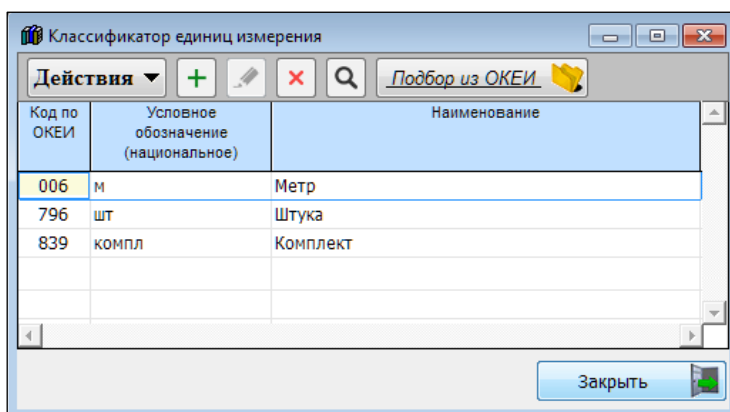 Классификатор единиц измерения
Действия
Подбор из ОКЕИ
Код по ОКЕИ
Условное обозначение (национальное)
Наименование
006 м Метр
796 шт Штука
839 компл Комплект
Закрыть